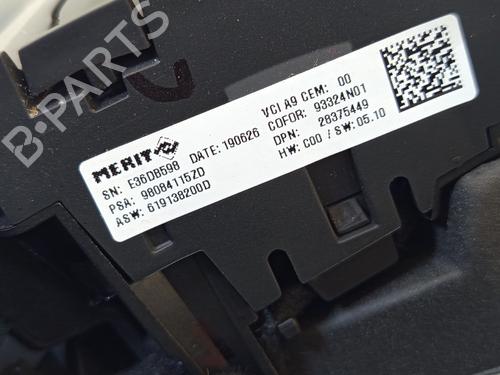 B-PARTS
MERIT
VCI A9 CEM: 00
SN: E36D8598 DATE: 190626 COFOR: 93324N01
PSA: 98084115ZD DPN: 28375449
ASW: 619138200D HW: C00 / SW: 05.10